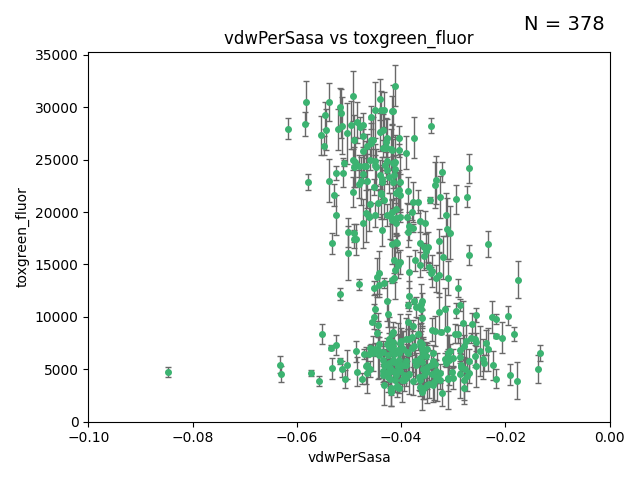 N = 378
vdwPerSasa vs toxgreen_fluor
35000
30000
25000
20000
15000
10000
5000
0
toxgreen_fluor
−0.10 −0.08 −0.06 −0.04 −0.02 0.00
vdwPerSasa